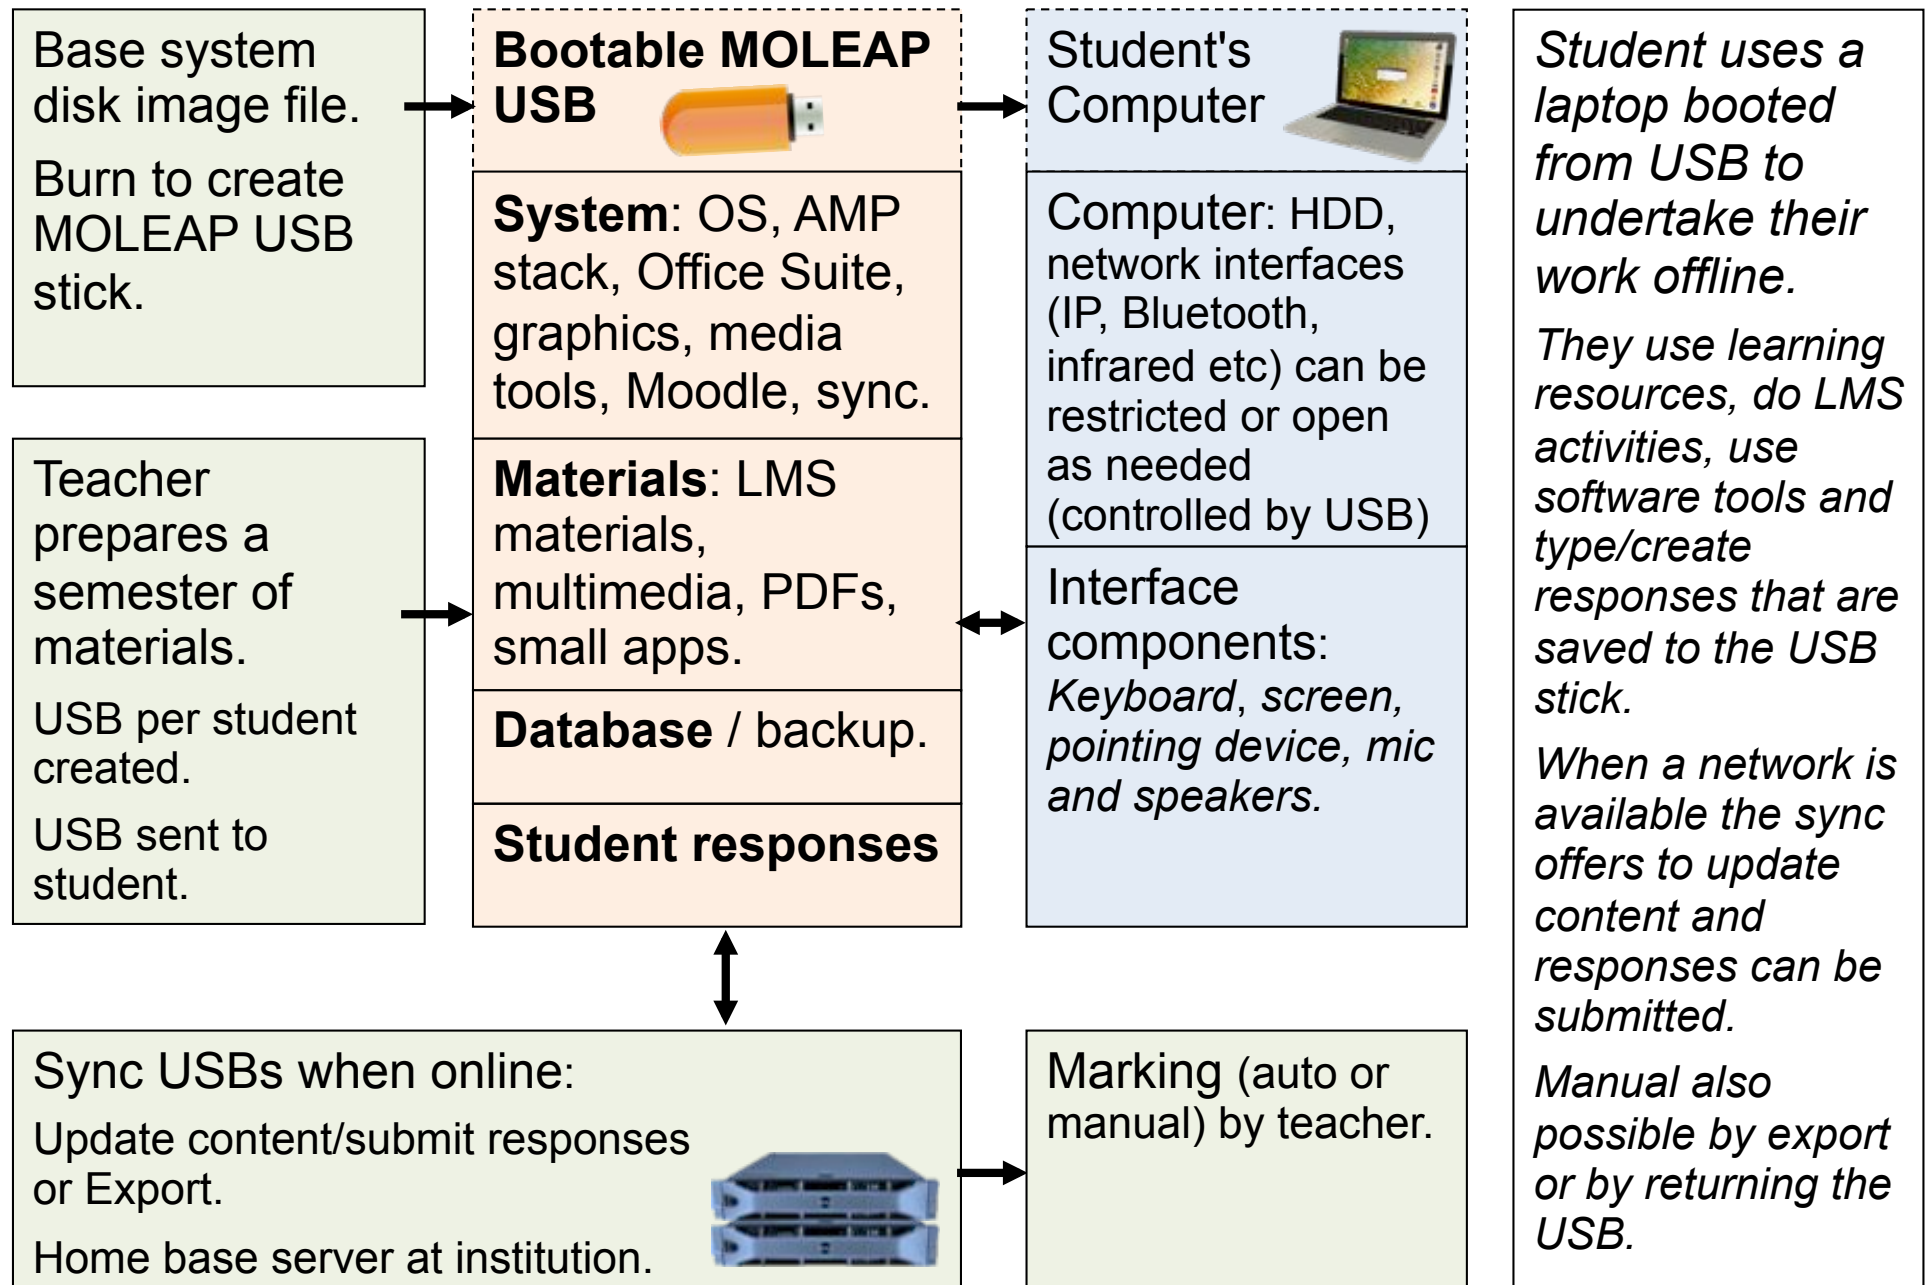 Base system
disk image file.
Burn to create
MOLEAP USB
stick.
Teacher
prepares a
semester of
materials.
USB per student
created.
USB sent to
student.
Bootable MOLEAP
USB
System: OS, AMP
stack, Office Suite,
graphics, media
tools, Moodle, sync.
Materials: LMS
materials,
multimedia, PDFs,
small apps.
Database / backup.
Student responses
Student's
Computer
Computer: HDD,
network interfaces
(IP, Bluetooth,
infrared etc) can be
restricted or open
as needed
(controlled by USB)
Interface
components:
Keyboard, screen,
pointing device, mic
and speakers.
Sync USBs when online:
Update content/submit responses
or Export.
Home base server at institution.
Marking (auto or
manual) by teacher.
Student uses a
laptop booted
from USB to
undertake their
work offline.
They use learning
resources, do LMS
activities, use
software tools and
type/create
responses that are
saved to the USB
stick.
When a network is
available the sync
offers to update
content and
responses can be
submitted.
Manual also
possible by export
or by returning the
USB.